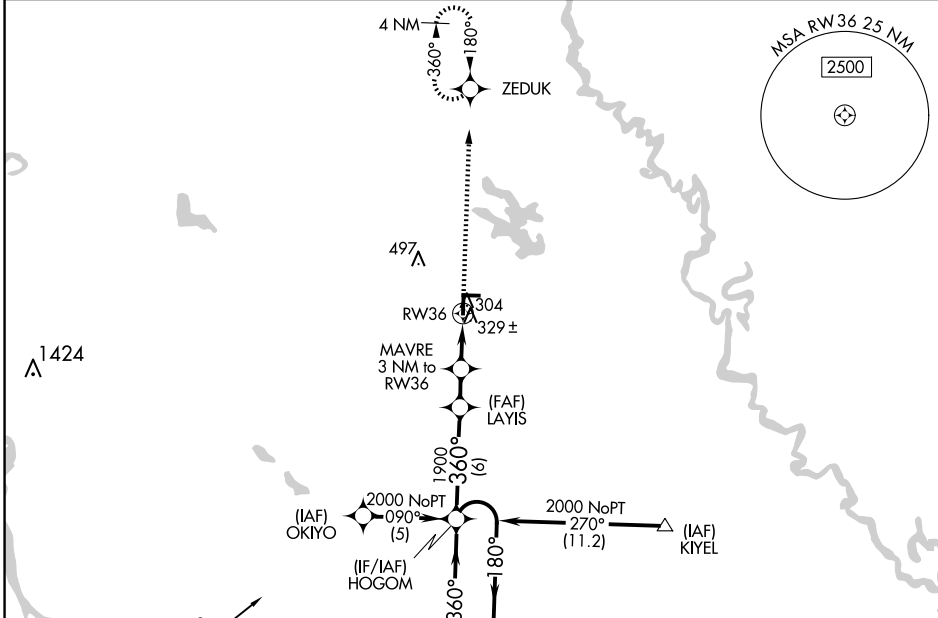 4 NM
360°
180°
ZEDUK
MSA RW36 25 NM
2500
497
304
RW36
329 ±
MAVRE
3 NM to
RW36
1424
(FAF)
LAYIS
1900
360°
(6)
2000 NoPT
090°
(5)
(IAF)
OKIYO
2000 NoPT
270°
(11.2)
(IAF)
KIYEL
(IF/IAF)
HOGOM
180°
360°